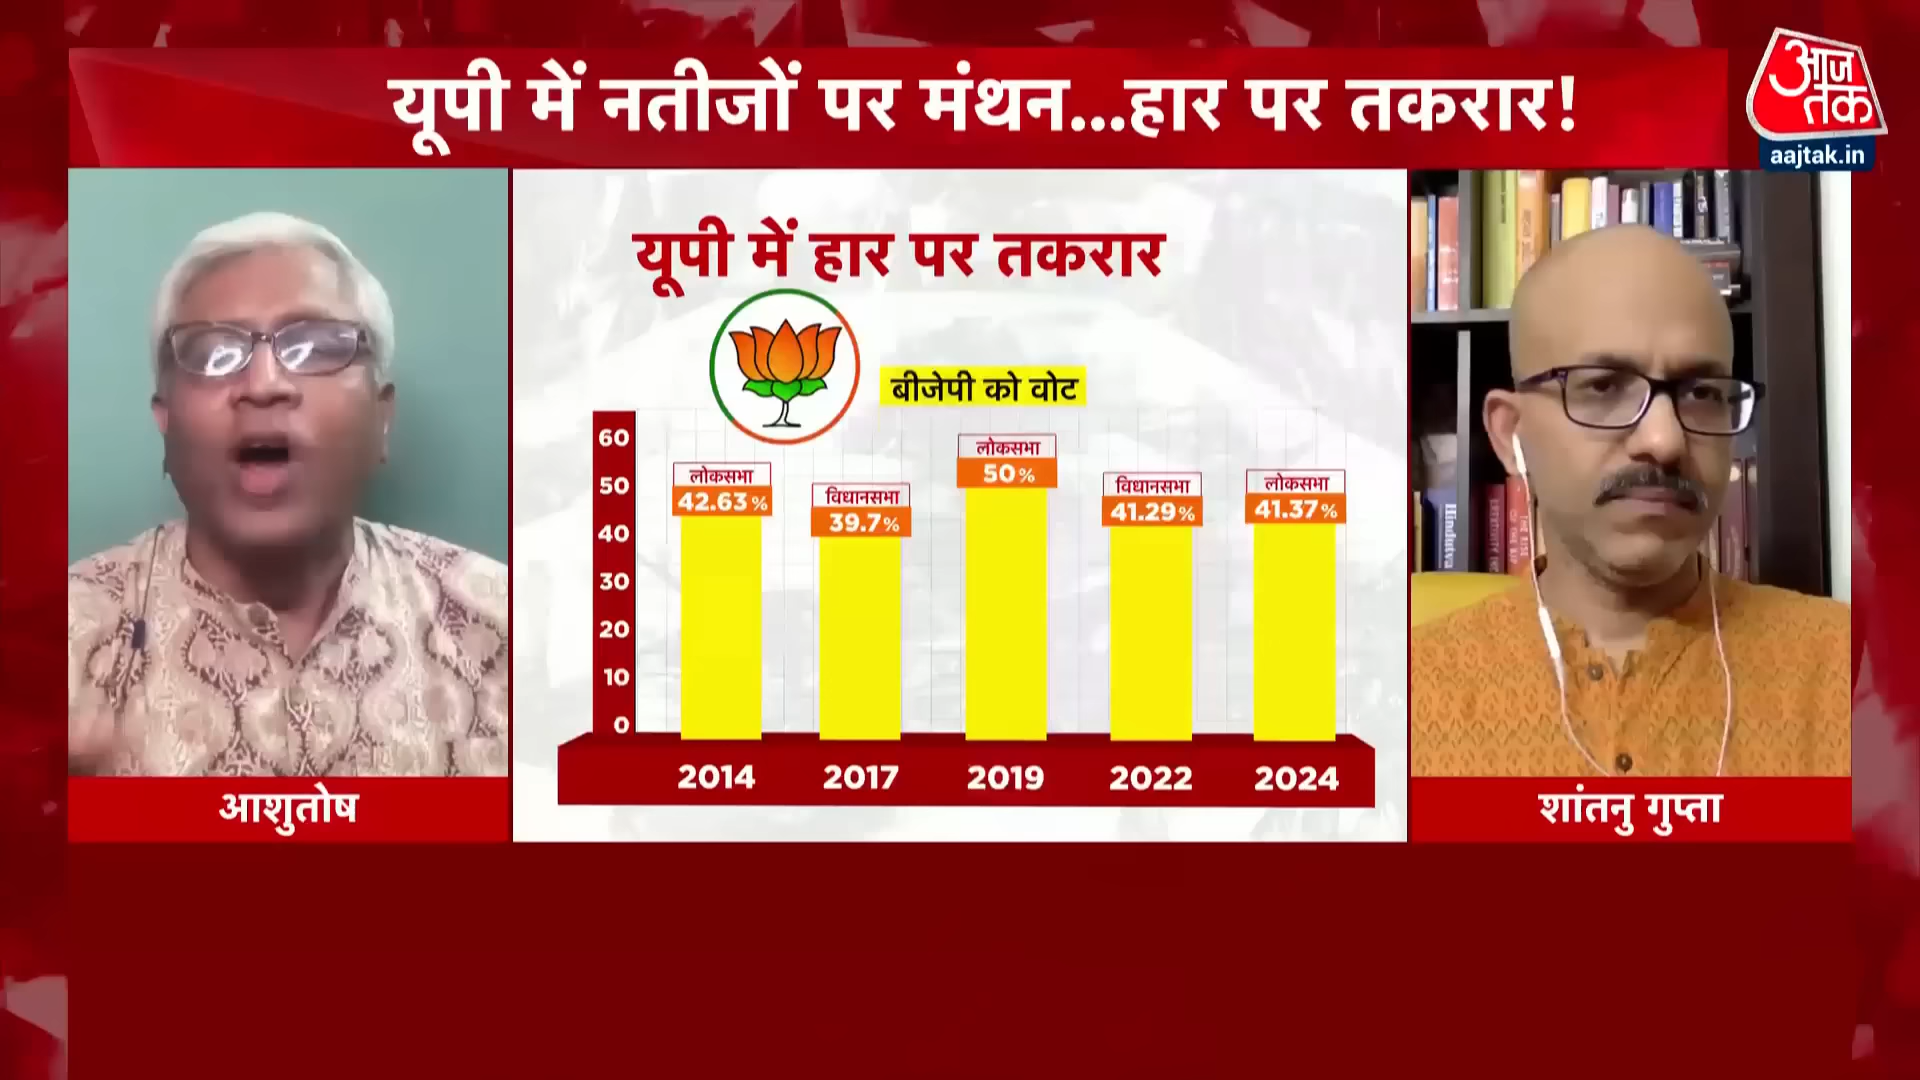 यूपी में नतीजों पर मंथन...हार पर तकरार!
आज
तक
aajtak.in
यूपी में हार पर तकरार
बीजेपी को वोट
60
50
40
30
20
10
0
लोकसभा
42.63%
विधानसभा
39.7%
लोकसभा
50%
विधानसभा
41.29%
लोकसभा
41.37%
2014
2017
2019
2022
2024
आशुतोष
शांतनु गुप्ता
Hindutva